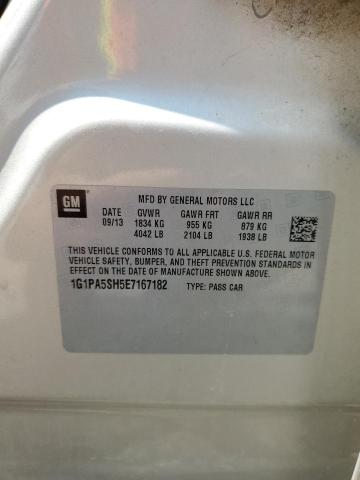 GM
MFD BY GENERAL MOTORS LLC
DATE GVWR GAWR FRT GAWR RR
09/13 1834 KG 955 KG 879 KG
4042 LB 2104 LB 1938 LB
THIS VEHICLE CONFORMS TO ALL APPLICABLE U.S. FEDERAL MOTOR
VEHICLE SAFETY, BUMPER, AND THEFT PREVENTION STANDARDS IN
EFFECT ON THE DATE OF MANUFACTURE SHOWN ABOVE.
1G1PA5SH5E7167182 TYPE: PASS CAR